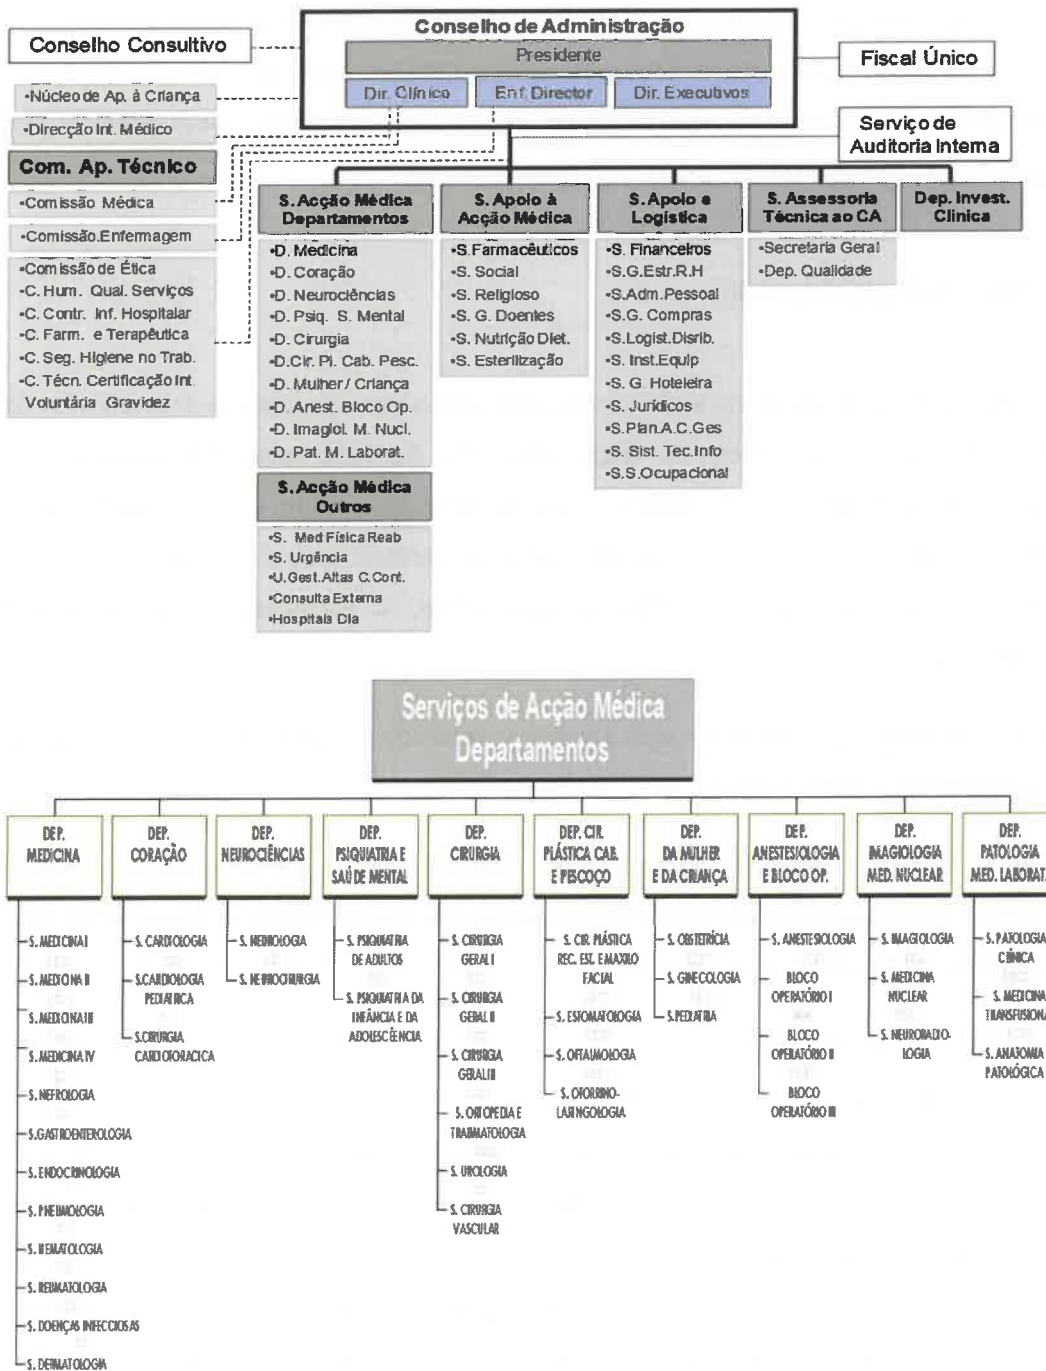 Conselho de Administração
Conselho Consultivo
Presidente
Fiscal Único
Dir. Clínico
Enf. Director
Dir. Executivos
•Núcleo de Ap. à Criança
•Direcção Int. Médico
Serviço de
Auditoria Interna
Com. Ap. Técnico
•Comissão Médica
•Comissão.Enfermagem
•Comissão de Ética
•C. Hum. Qual. Serviços
•C. Contr. Inf. Hospitalar
•C. Farm. e Terapêutica
•C. Seg. Higiene no Trab.
•C. Técn. Certificação Int.
Voluntária Gravidez
S. Acção Médica
Departamentos
•D. Medicina
•D. Coração
•D. Neurociências
•D. Psiq. S. Mental
•D. Cirurgia
•D.Cir. Pl. Cab. Pesc.
•D. Mulher / Criança
•D. Anest. Bloco Op.
•D. Imagiol. M. Nucl.
•D. Pat. M. Laborat.
S. Acção Médica
Outros
•S. Med Física Reab
•S. Urgência
•U.Gest.Altas C.Cont.
•Consulta Externa
•Hospitais Dia
S. Apoio à
Acção Médica
•S.Farmacêuticos
•S. Social
•S. Religioso
•S. G. Doentes
•S. Nutrição Diet.
•S. Esterilização
S. Apoio e
Logística
•S. Financeiros
•S.G.Estr.R.H
•S.Adm.Pessoal
•S.G. Compras
•S.Logist.Disrib.
•S. Inst.Equip
•S. G. Hoteleira
•S. Jurídicos
•S.Plan.A.C.Ges
•S. Sist. Tec.Info
•S.S.Ocupacional
S. Assessoria
Técnica ao CA
•Secretaria Geral
•Dep. Qualidade
Dep. Invest.
Clinica
Serviços de Acção Médica
Departamentos
DEP.
MEDICINA
S. MEDICINA I
S. MEDICINA II
S. MEDICINA III
S. MEDICINA IV
S. NEFROLOGIA
S.GASTROENTEROLOGIA
S. ENDOCRINOLOGIA
S. PNEUMOLOGIA
S. HEMATOLOGIA
S. REUMATOLOGIA
S. DOENÇAS INFECCIOSAS
S. DERMATOLOGIA
DEP.
CORAÇÃO
S. CARDIOLOGIA
S.CARDIOLOGIA
PEDIATRICA
S.CIRURGIA
CARDIOTORACICA
DEP.
NEUROCIÊNCIAS
S. NEUROLOGIA
S. NEUROCIRURGIA
DEP.
PSIQUIATRIA E
SAÚDE MENTAL
S. PSIQUIATRIA
DE ADULTOS
S. PSIQUIATRIA DA
INFÂNCIA E DA
ADOLESCÊENCIA
DEP.
CIRURGIA
S. CIRURGIA
GERAL I
S. CIRURGIA
GERAL II
S. CIRURGIA
GERAL III
S. ORTOPEDIA E
TRAUMATOLOGIA
S. UROLOGIA
S. CIRURGIA
VASCULAR
DEP. CIR.
PLÁSTICA CAB.
E PESCOÇO
S. CIR. PLÁSTICA
REC. EST. E MAXILO
FACIAL
S. ESTOMATOLOGIA
S. OFTALMOLOGIA
S. OTORRINO-
LARINGOLOGIA
DEP.
DA MULHER
E DA CRIANÇA
S. OBSTETRÍCIA
S. GINECOLOGIA
S.PEDIATRIA
DEP.
ANESTESIOLOGIA
E BLOCO OP.
S. ANESTESIOLOGIA
BLOCO
OPERATÓRIO I
BLOCO
OPERATÓRIO II
BLOCO
OPERATÓRIO III
DEP.
IMAGIOLOGIA
MED. NUCLEAR
S. IMAGIOLOGIA
S. MEDICINA
NUCLEAR
S. NEURORADIO-
LOGIA
DEP.
PATOLOGIA
MED. LABORAT.
S. PATOLOGIA
CLÍNICA
S. MEDICINA
TRANSFUSIONAL
S. ANATOMIA
PATOLÓGICA